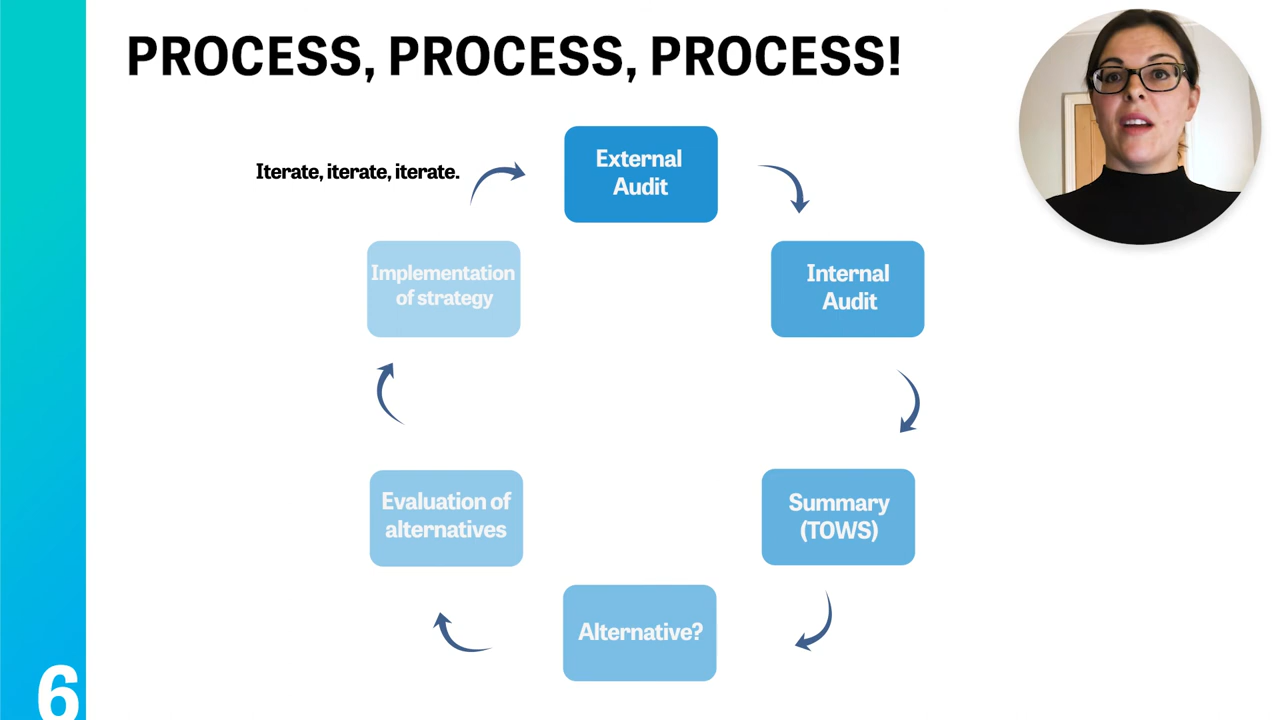 PROCESS, PROCESS, PROCESS!
Iterate, iterate, iterate.
External
Audit
Internal
Audit
Summary
(TOWS)
Alternative?
Evaluation of
alternatives
Implementation
of strategy
6